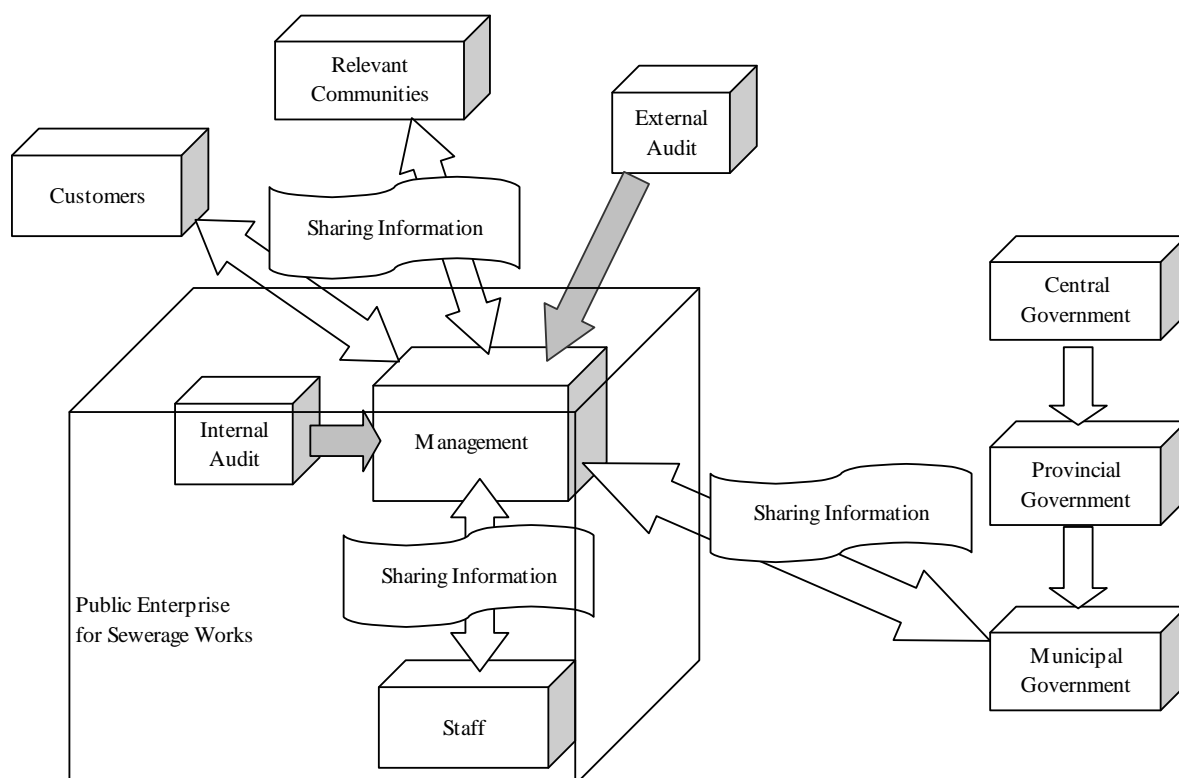 Relevant
Communities
External
Audit
Customers
Sharing Information
Central
Government
Internal
Audit
Management
Provincial
Government
Sharing Information
Sharing Information
Public Enterprise
for Sewerage Works
Municipal
Government
Staff